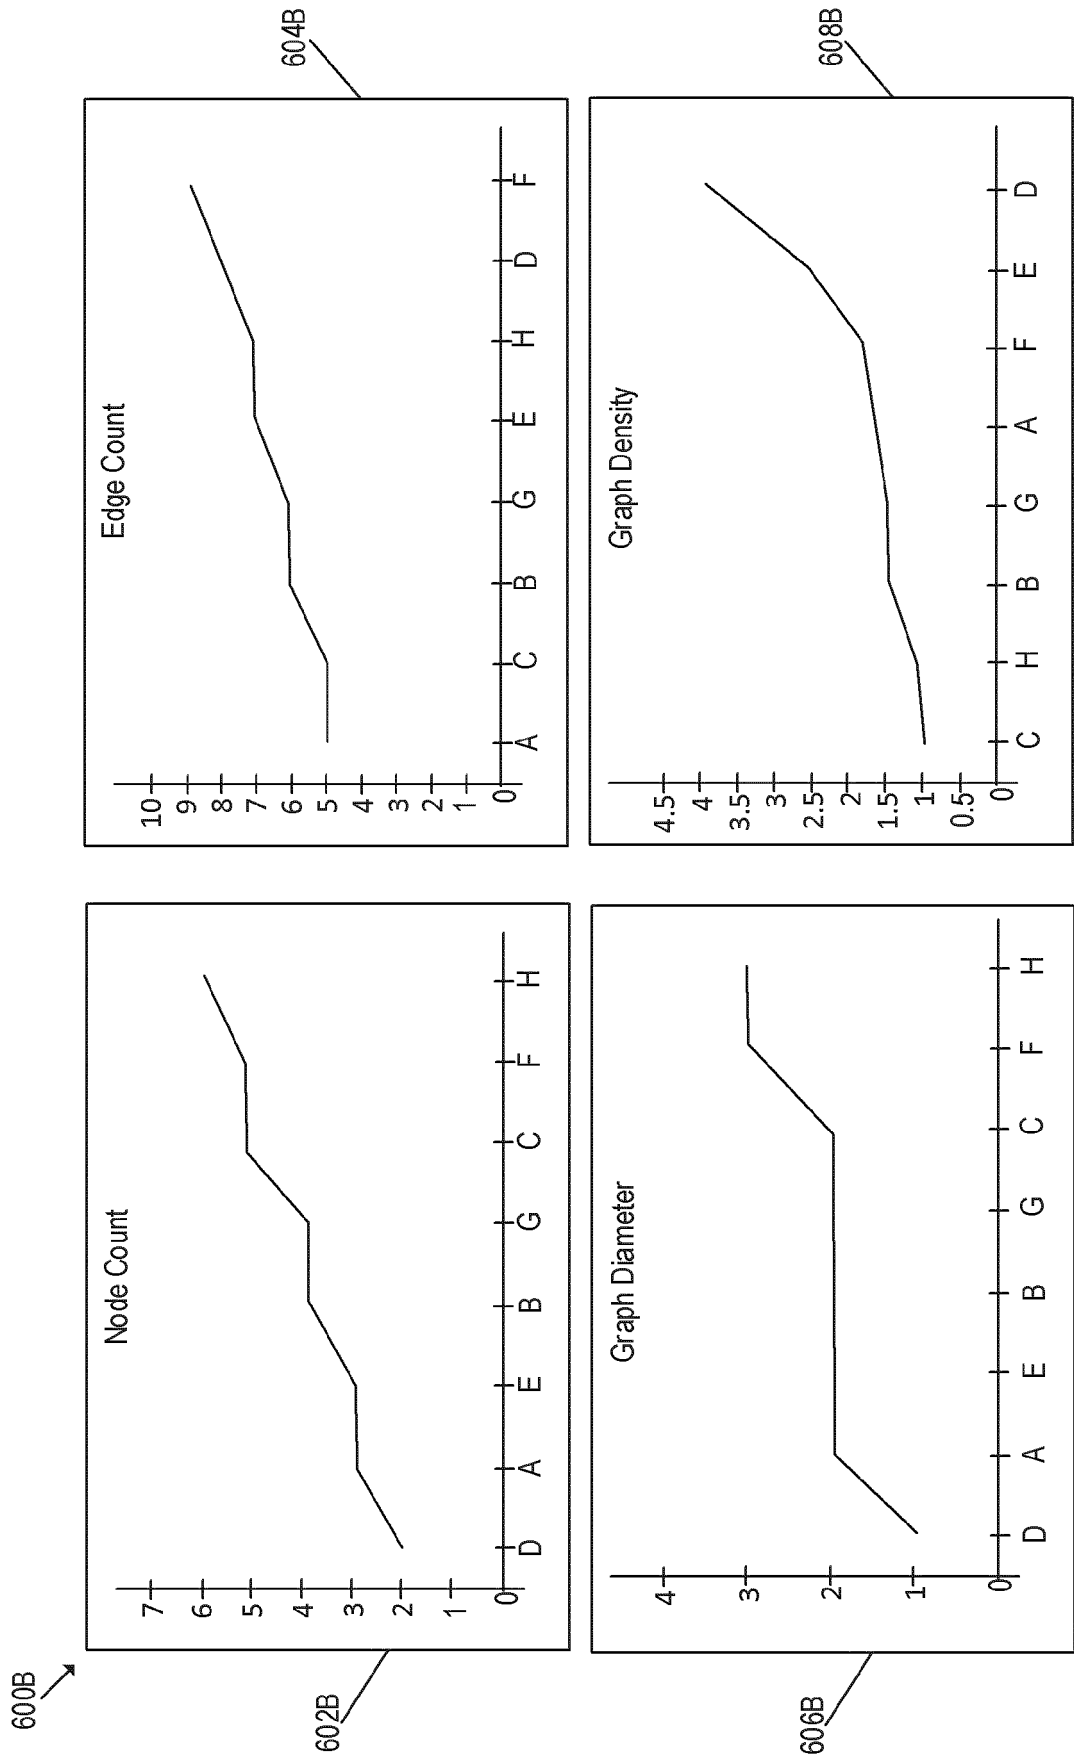 600B
602B
Node Count
7
6
5
4
3
2
1
0
D A E B G C F H
604B
Edge Count
10
9
8
7
6
5
4
3
2
1
0
A C B G E H D F
606B
Graph Diameter
4
3
2
1
0
D A E B G C F H
608B
Graph Density
4.5
4
3.5
3
2.5
2
1.5
1
0.5
0
C H B G A F E D